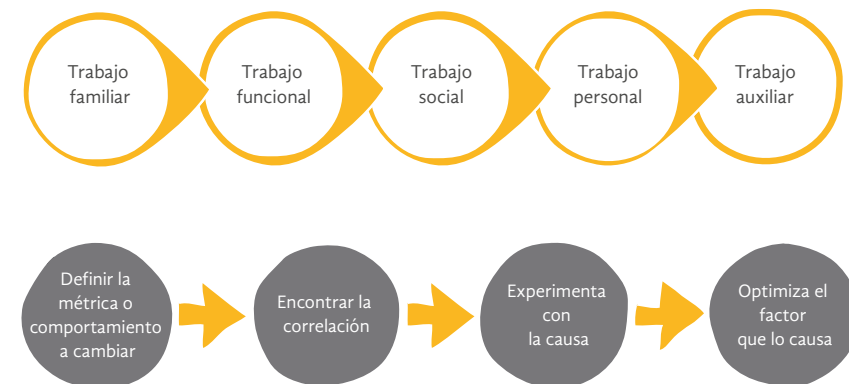 Trabajo
familiar
Trabajo
funcional
Trabajo
social
Trabajo
personal
Trabajo
auxiliar
Definir la
métrica o
comportamiento
a cambiar
Encontrar la
correlación
Experimenta
con
la causa
Optimiza el
factor
que lo causa